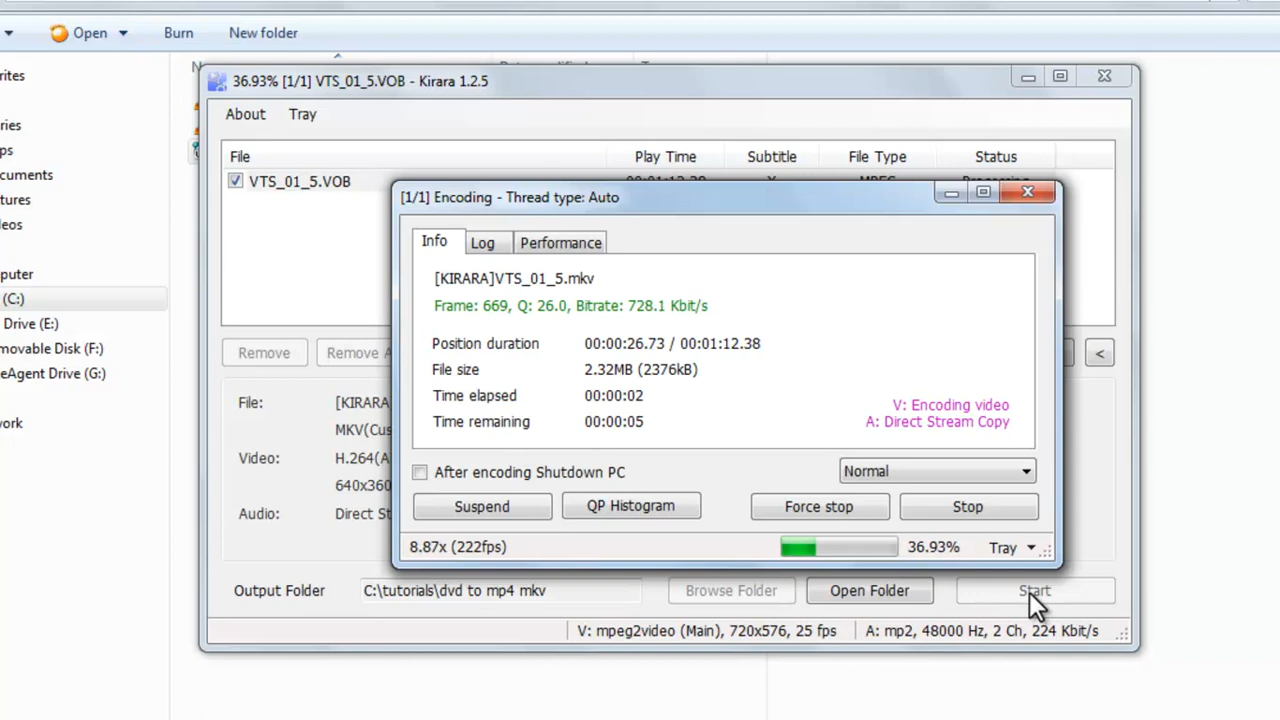 Open
Burn
New folder
rites
ries
ps
cuments
tures
eos
puter
(C:)
Drive (E:)
movable Disk (F:)
eAgent Drive (G:)
ork
36.93% [1/1] VTS_01_5.VOB - Kirara 1.2.5
About
Tray
File
Play Time
Subtitle
File Type
Status
VTS_01_5.VOB
[1/1] Encoding - Thread type: Auto
Info
Log
Performance
[KIRARA]VTS_01_5.mkv
Frame: 669, Q: 26.0, Bitrate: 728.1 Kbit/s
Position duration 00:00:26.73 / 00:01:12.38
File size 2.32MB (2376kB)
Time elapsed 00:00:02
Time remaining 00:00:05
V: Encoding video
A: Direct Stream Copy
After encoding Shutdown PC
Normal
Suspend
QP Histogram
Force stop
Stop
8.87x (222fps)
36.93%
Tray
Remove
Remove A
<
File: [KIRARA
MKV(Cus
Video: H.264(A
640x360
Audio: Direct St
Output Folder
C:\tutorials\dvd to mp4 mkv
Browse Folder
Open Folder
Start
V: mpeg2video (Main), 720x576, 25 fps
A: mp2, 48000 Hz, 2 Ch, 224 Kbit/s